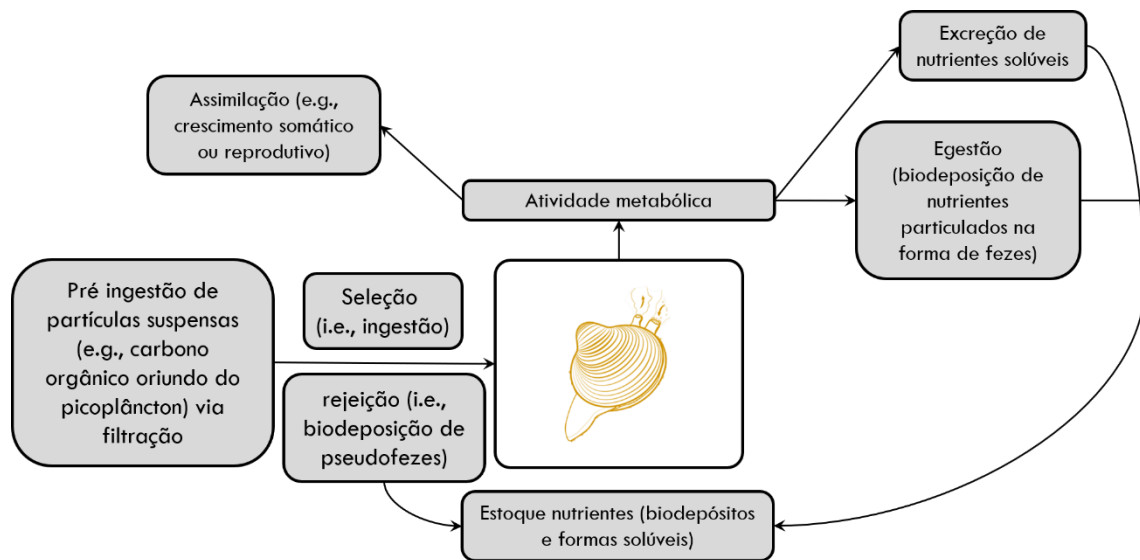 Excreção de
nutrientes solúveis
Assimilação (e.g.,
crescimento somático
ou reprodutivo)
Egestão
(biodeposição de
nutrientes
particulados na
forma de fezes)
Atividade metabólica
Pré ingestão de
partículas suspensas
(e.g., carbono
orgânico oriundo do
picoplâncton) via
filtração
Seleção
(i.e., ingestão)
rejeição (i.e.,
biodeposição de
pseudofezes)
Estoque nutrientes (biodepósitos
e formas solúveis)